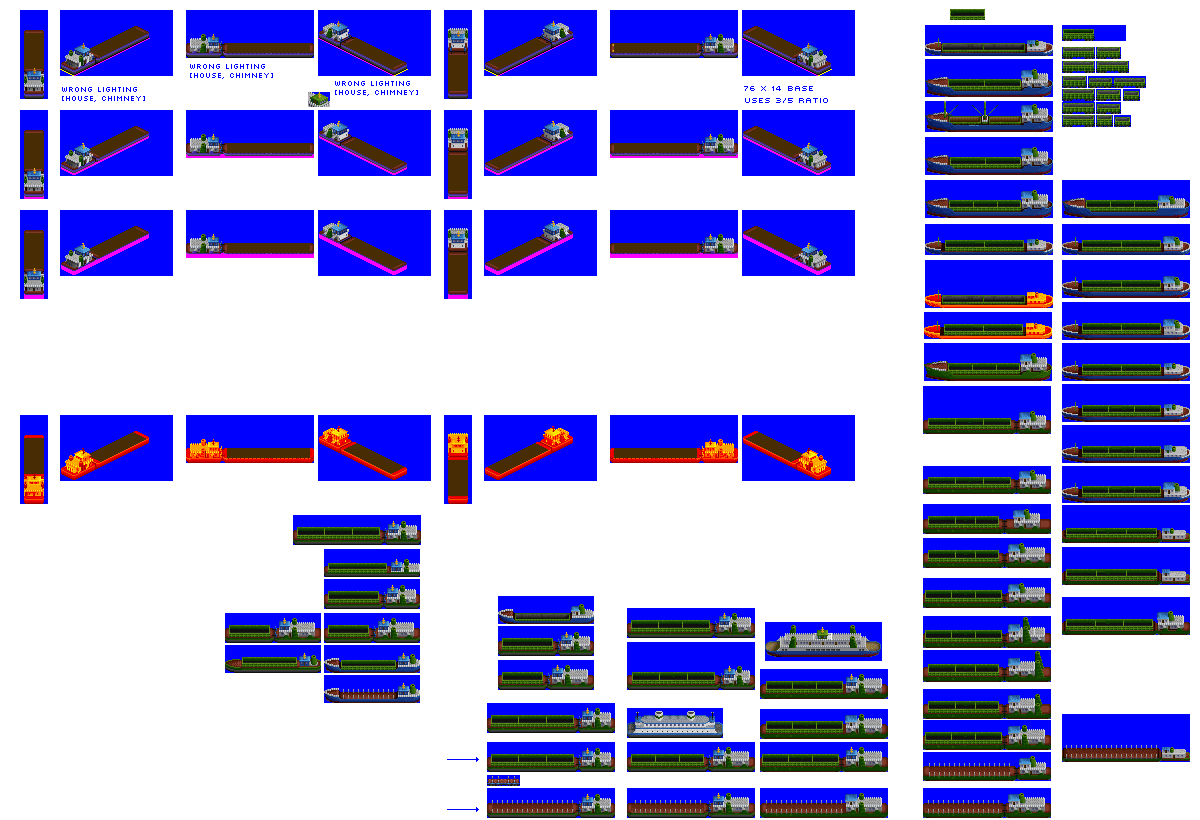 WRONG LIGHTING
[HOUSE, CHIMNEY]
WRONG LIGHTING
[HOUSE, CHIMNEY]
WRONG LIGHTING
[HOUSE, CHIMNEY]
76 X 14 BASE
USES 3/5 RATIO